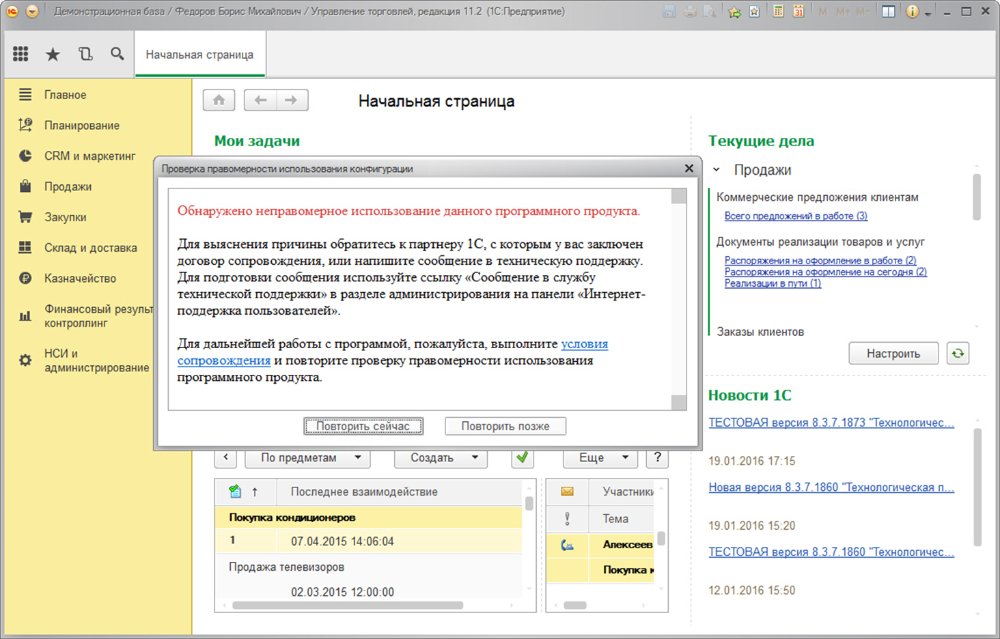 Демонстрационная база / Федоров Борис Михайлович / Управление торговлей, редакция 11.2 (1С:Предприятие)
M M+ M-
31
Начальная страница
Главное
Планирование
CRM и маркетинг
Продажи
Закупки
Склад и доставка
Казначейство
Финансовый резуль
контроллинг
НСИ и
администрирование
Начальная страница
Мои задачи
Проверка правомерности использования конфигурации
Обнаружено неправомерное использование данного программного продукта.
Для выяснения причины обратитесь к партнеру 1С, с которым у вас заключен
договор сопровождения, или напишите сообщение в техническую поддержку.
Для подготовки сообщения используйте ссылку «Сообщение в службу
технической поддержки» в разделе администрирования на панели «Интернет-
поддержка пользователей».
Для дальнейшей работы с программой, пожалуйста, выполните условия
сопровождения и повторите проверку правомерности использования
программного продукта.
Повторить сейчас
Повторить позже
По предметам
Создать
Еще
?
Последнее взаимодействие
Покупка кондиционеров
1
07.04.2015 14:06:04
Продажа телевизоров
02.03.2015 12:00:00
Участники
Тема
Алексеев
Покупка к
Текущие дела
Продажи
Коммерческие предложения клиентам
Всего предложений в работе (3)
Документы реализации товаров и услуг
Распоряжения на оформление в работе (2)
Распоряжения на оформление на сегодня (2)
Реализации в пути (1)
Заказы клиентов
Настроить
Новости 1С
ТЕСТОВАЯ версия 8.3.7.1873 "Технологичес...
19.01.2016 17:15
Новая версия 8.3.7.1860 "Технологическая п...
19.01.2016 15:20
ТЕСТОВАЯ версия 8.3.7.1860 "Технологичес...
12.01.2016 15:50